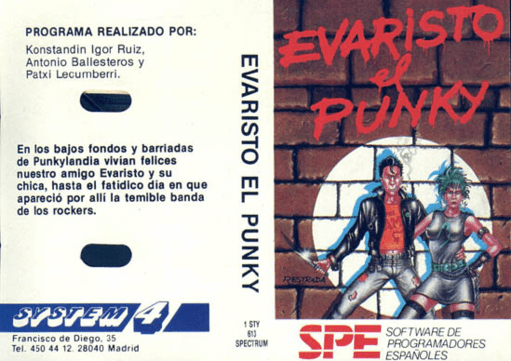 PROGRAMA REALIZADO POR:
Konstandin Igor Ruiz,
Antonio Ballesteros y
Patxi Lecumberri.
En los bajos fondos y barriadas
de Punkylandia vivian felices
nuestro amigo Evaristo y su
chica, hasta el fatídico día en que
apareció por allí la temible banda
de los rockers.
SYSTEM 4
Francisco de Diego, 35
Tel. 450 44 12. 28040 Madrid
EVARISTO EL PUNKY
1 STY
613
SPECTRUM
EVARISTO
el
PUNKY
RESTRADA
SPE
SOFTWARE DE
PROGRAMADORES
ESPAÑOLES